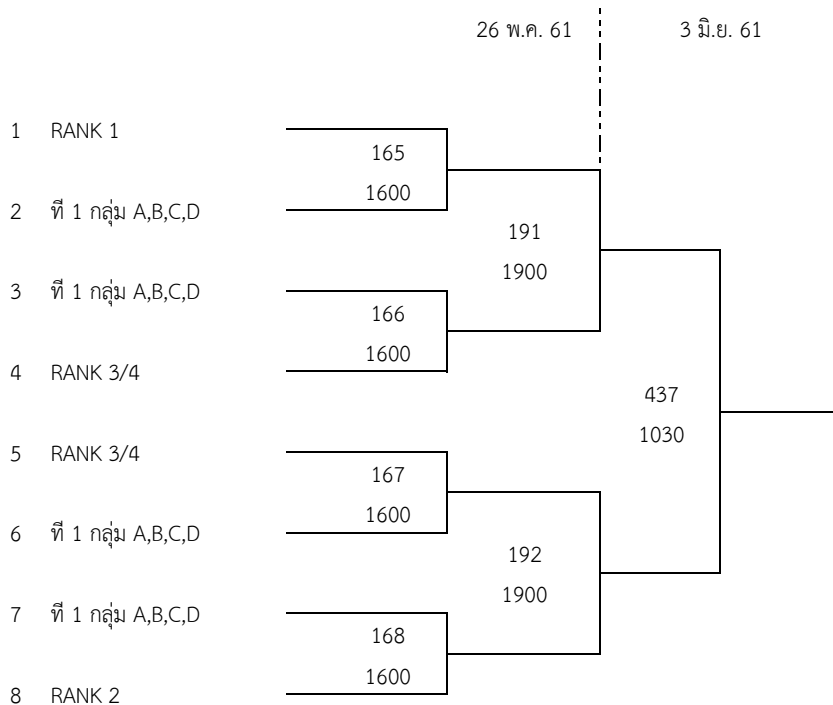 26 พ.ค. 61 3 มิ.ย. 61
1 RANK 1
165
1600
2 ที่ 1 กลุ่ม A,B,C,D
191
1900
3 ที่ 1 กลุ่ม A,B,C,D
166
1600
4 RANK 3/4
437
1030
5 RANK 3/4
167
1600
6 ที่ 1 กลุ่ม A,B,C,D
192
1900
7 ที่ 1 กลุ่ม A,B,C,D
168
1600
8 RANK 2